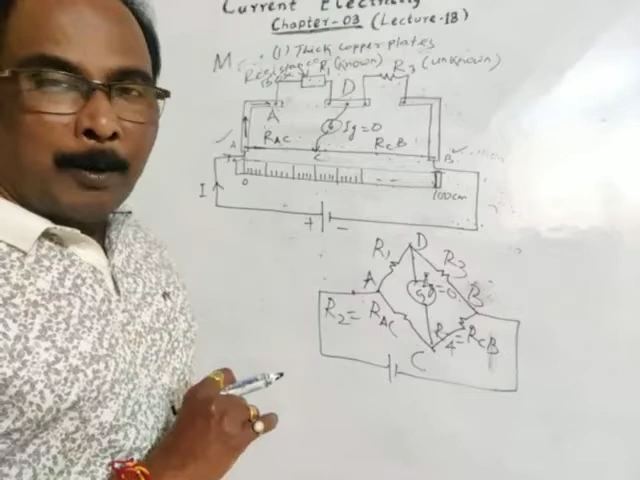 Current Electricity
Chapter-03 (Lecture-18)
M
(1) Thick copper plates
Resistance R1 (known)
R3 (unknown)
A
D
Ig=0
RAC
RCB
A
C
B
0
100cm
I
+ -
D
R1
R3
A
B
G
=0
R2=
RAC
R4=RCB
C